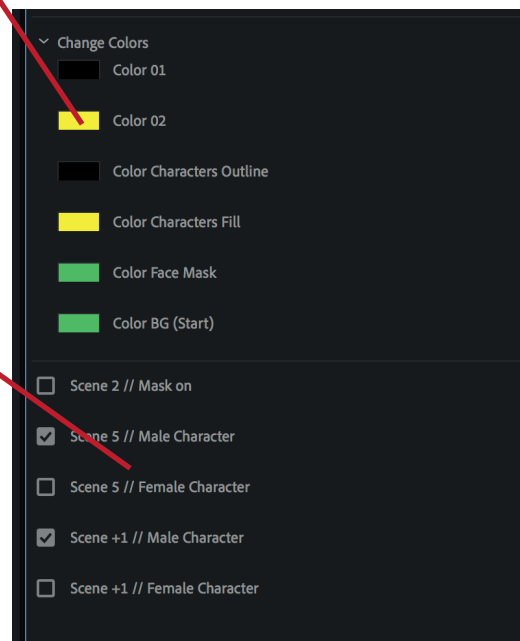 Change Colors
Color 01
Color 02
Color Characters Outline
Color Characters Fill
Color Face Mask
Color BG (Start)
Scene 2 // Mask on
Scene 5 // Male Character
Scene 5 // Female Character
Scene +1 // Male Character
Scene +1 // Female Character